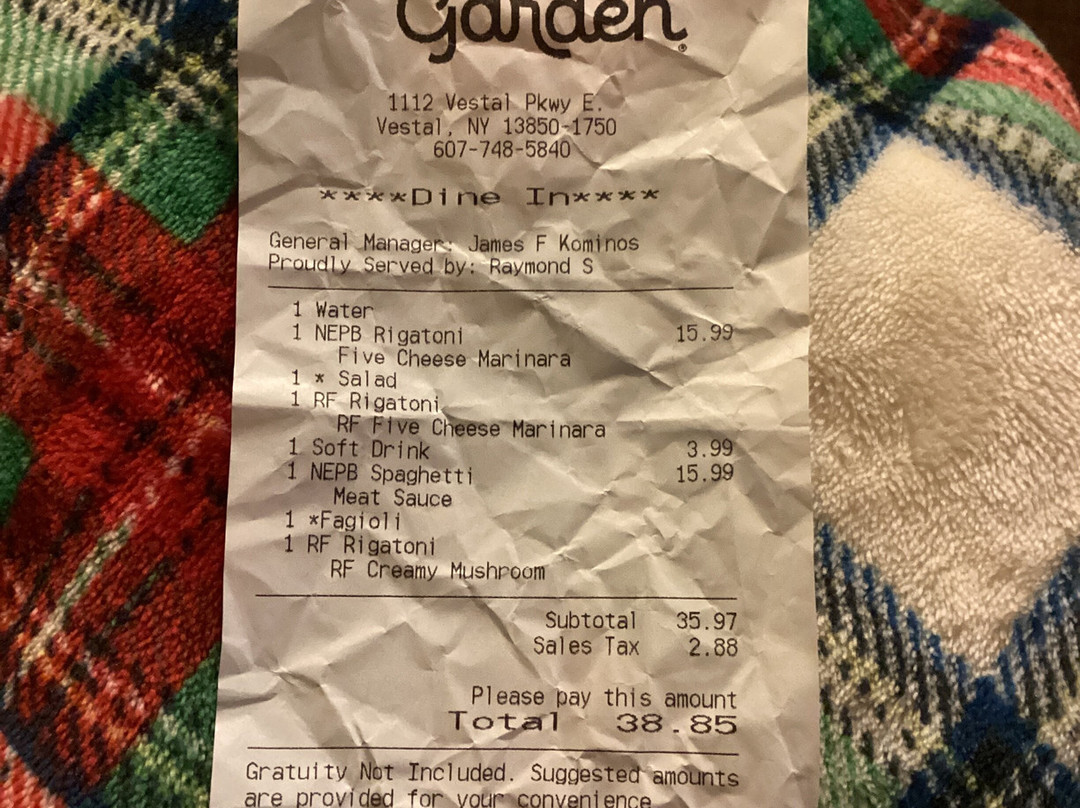 Garden®
1112 Vestal Pkwy E.
Vestal, NY 13850-1750
607-748-5840
****Dine In****
General Manager: James F Kominos
Proudly Served by: Raymond S
1 Water
1 NEPB Rigatoni 15.99
Five Cheese Marinara
1 * Salad
1 RF Rigatoni
RF Five Cheese Marinara
1 Soft Drink 3.99
1 NEPB Spaghetti 15.99
Meat Sauce
1 *Fagioli
1 RF Rigatoni
RF Creamy Mushroom
Subtotal 35.97
Sales Tax 2.88
Please pay this amount
Total 38.85
Gratuity Not Included. Suggested amounts
are provided for your convenience